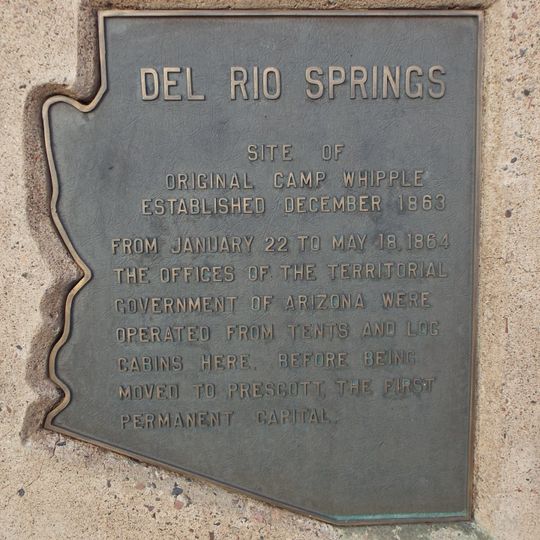 DEL RIO SPRINGS
SITE OF
ORIGINAL CAMP WHIPPLE
ESTABLISHED DECEMBER 1863
FROM JANUARY 22 TO MAY 18, 1864
THE OFFICES OF THE TERRITORIAL
GOVERNMENT OF ARIZONA WERE
OPERATED FROM TENTS AND LOG
CABINS HERE, BEFORE BEING
MOVED TO PRESCOTT, THE FIRST
PERMANENT CAPITAL.